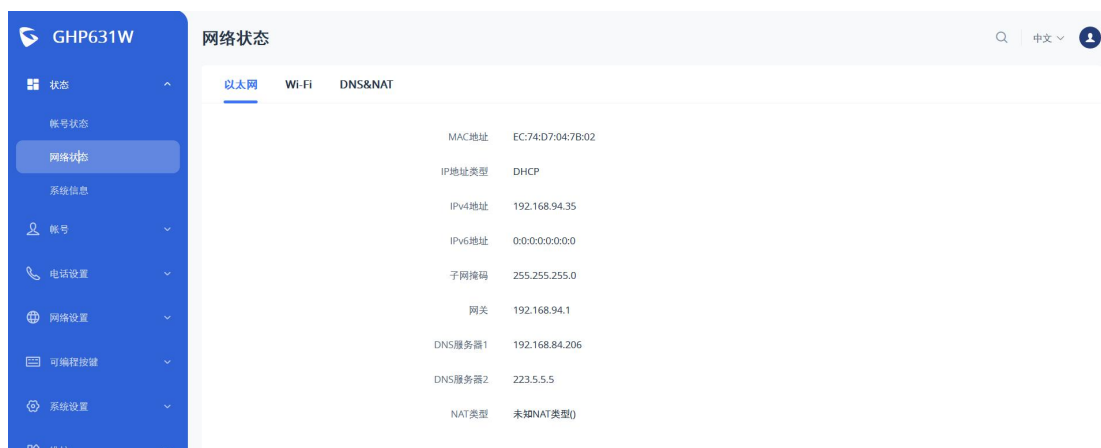 GHP631W
网络状态
中文
状态
以太网 Wi-Fi DNS&NAT
帐号状态
网络状态
系统信息
帐号
电话设置
网络设置
可编程按键
系统设置
MAC地址 EC:74:D7:04:7B:02
IP地址类型 DHCP
IPv4地址 192.168.94.35
IPv6地址 0:0:0:0:0:0:0:0
子网掩码 255.255.255.0
网关 192.168.94.1
DNS服务器1 192.168.84.206
DNS服务器2 223.5.5.5
NAT类型 未知NAT类型()